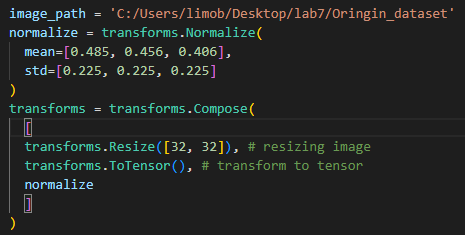 image_path = 'C:/Users/limob/Desktop/lab7/Oringin_dataset'
normalize = transforms.Normalize(
  mean=[0.485, 0.456, 0.406],
  std=[0.225, 0.225, 0.225]
)
transforms = transforms.Compose(
  [
  transforms.Resize([32, 32]), # resizing image
  transforms.ToTensor(), # transform to tensor
  normalize
  ]
)